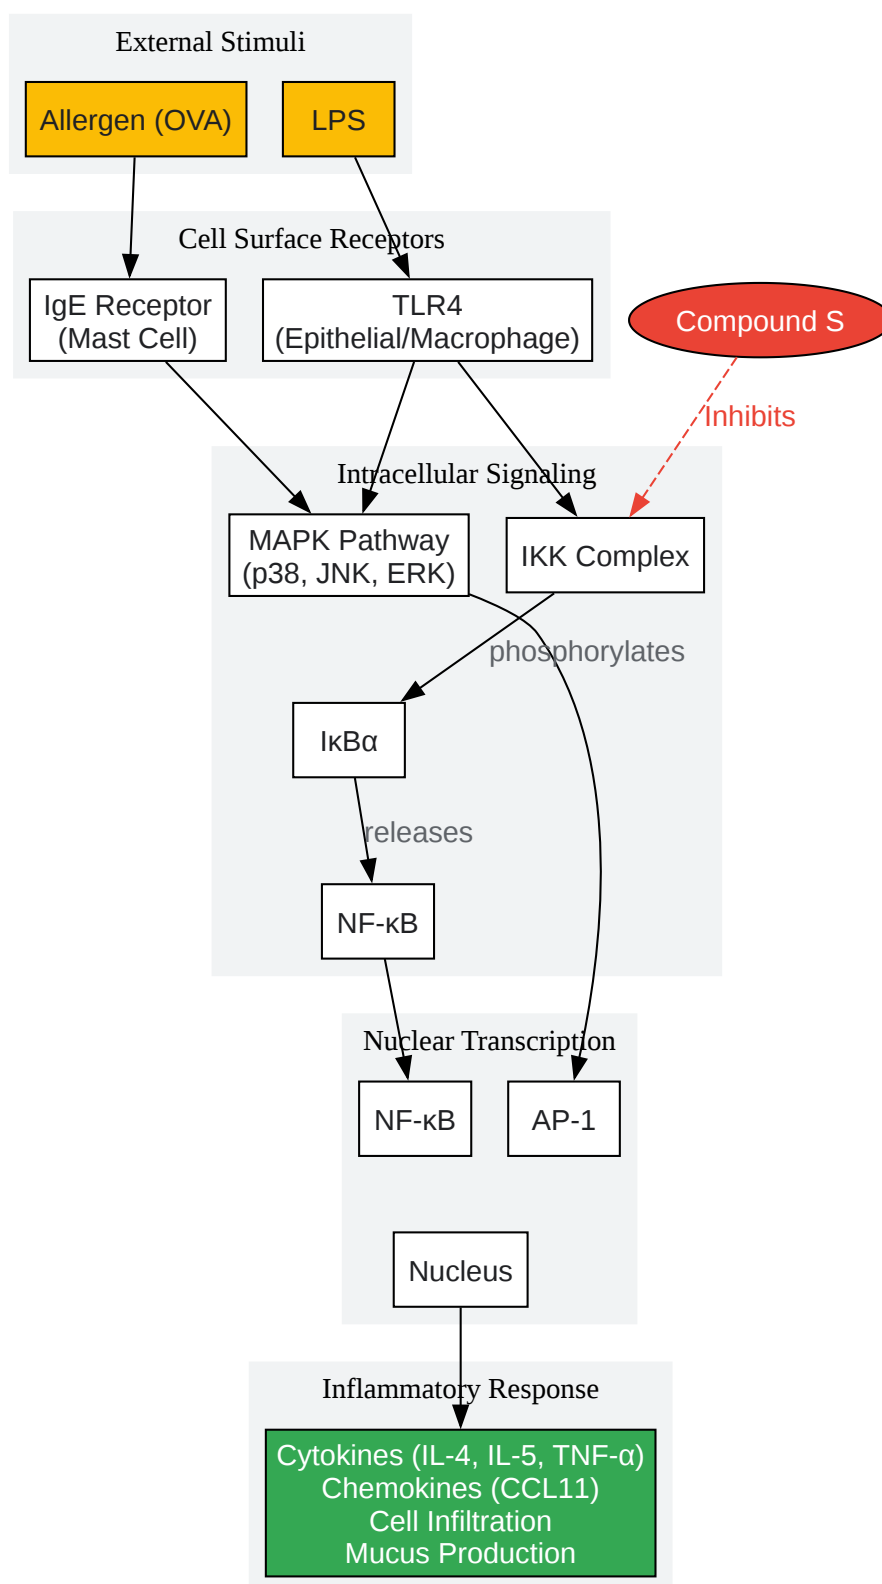 External Stimuli
Allergen (OVA)
LPS
Cell Surface Receptors
IgE Receptor
(Mast Cell)
TLR4
(Epithelial/Macrophage)
Compound S
Inhibits
Intracellular Signaling
MAPK Pathway
(p38, JNK, ERK)
IKK Complex
phosphorylates
IκBα
releases
NF-κB
Nuclear Transcription
NF-κB
AP-1
Nucleus
Inflammatory Response
Cytokines (IL-4, IL-5, TNF-α)
Chemokines (CCL11)
Cell Infiltration
Mucus Production